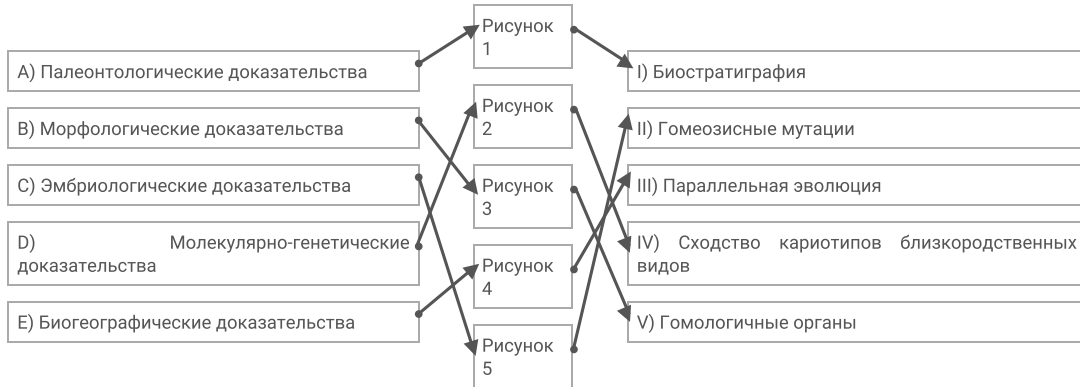 A) Палеонтологические доказательства
B) Морфологические доказательства
C) Эмбриологические доказательства
D) Молекулярно-генетические
доказательства
E) Биогеографические доказательства
Рисунок
1
Рисунок
2
Рисунок
3
Рисунок
4
Рисунок
5
I) Биостратиграфия
II) Гомеозисные мутации
III) Параллельная эволюция
IV) Сходство кариотипов близкородственных
видов
V) Гомологичные органы